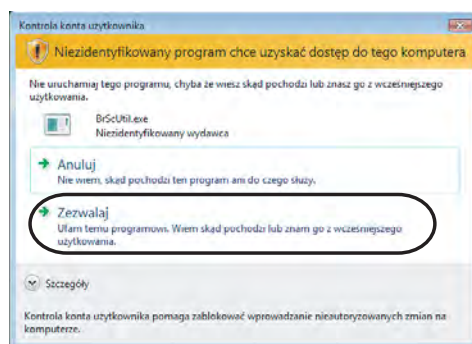 Kontrola konta użytkownika
Niezidentyfikowany program chce uzyskać dostęp do tego komputera
Nie uruchamiaj tego programu, chyba że wiesz skąd pochodzi lub znasz go z wcześniejszego
użytkowania.
BrScUtil.exe
Niezidentyfikowany wydawca
Anuluj
Nie wiem, skąd pochodzi ten program ani do czego służy.
Zezwalaj
Ufam temu programowi. Wiem skąd pochodzi lub znam go z wcześniejszego
użytkowania.
Szczegóły
Kontrola konta użytkownika pomaga zablokować wprowadzanie nieautoryzowanych zmian na
komputerze.